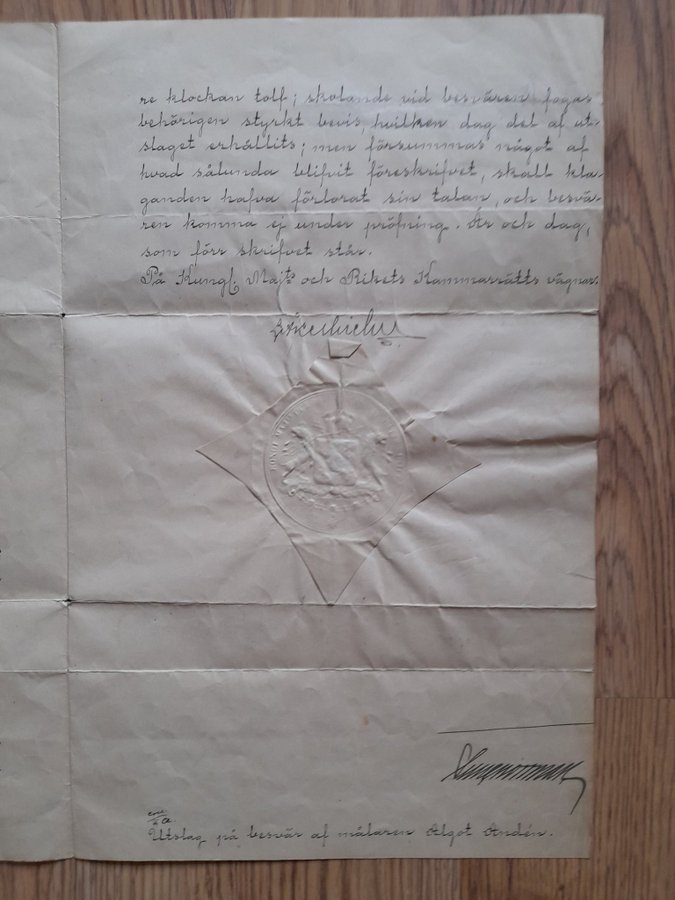 re klockan tolf; skolande vid besvären fogas
behörigen styrkt bevis, hvilken dag det af ut-
slaget erhållits; men försummas något af
hvad sålunda blifvit föreskrifvet, skall kla-
ganden hafva förlorat sin talan, och besvä-
ren komma ej under pröfning. År och dag,
som förr skrifvet står.
På Kungl. Majts och Rikets Kammarrätts vägnar:
Utslag på besvär af målaren Algot Andén.